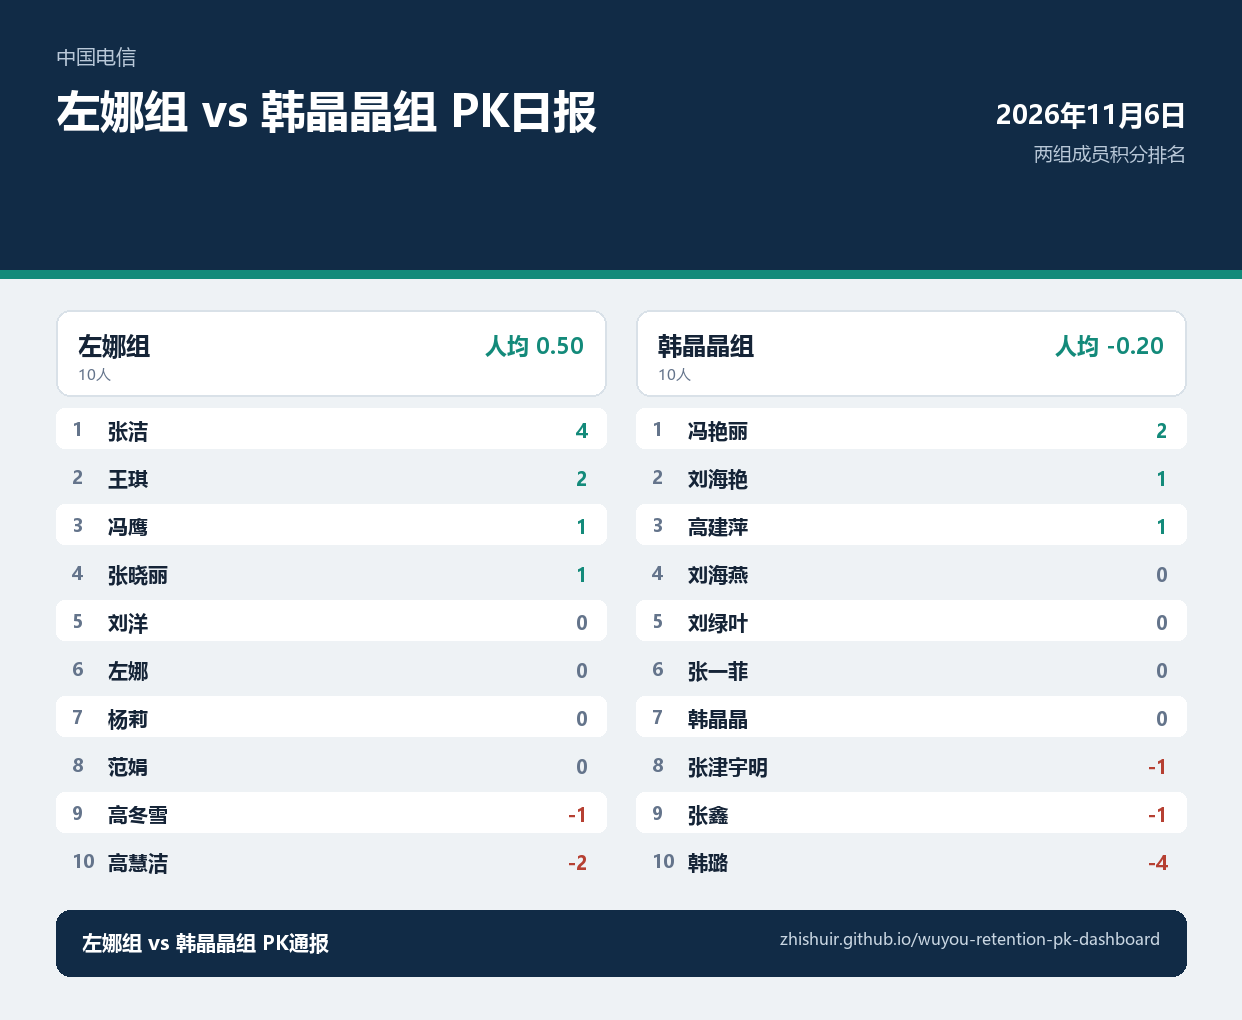 中国电信
左娜组 vs 韩晶晶组 PK日报
2026年11月6日
两组成员积分排名
左娜组
人均 0.50
10人
1 张洁 4
2 王琪 2
3 冯鹰 1
4 张晓丽 1
5 刘洋 0
6 左娜 0
7 杨莉 0
8 范娟 0
9 高冬雪 -1
10 高慧洁 -2
韩晶晶组
人均 -0.20
10人
1 冯艳丽 2
2 刘海艳 1
3 高建萍 1
4 刘海燕 0
5 刘绿叶 0
6 张一菲 0
7 韩晶晶 0
8 张津宇明 -1
9 张鑫 -1
10 韩璐 -4
左娜组 vs 韩晶晶组 PK通报
zhishuir.github.io/wuyou-retention-pk-dashboard